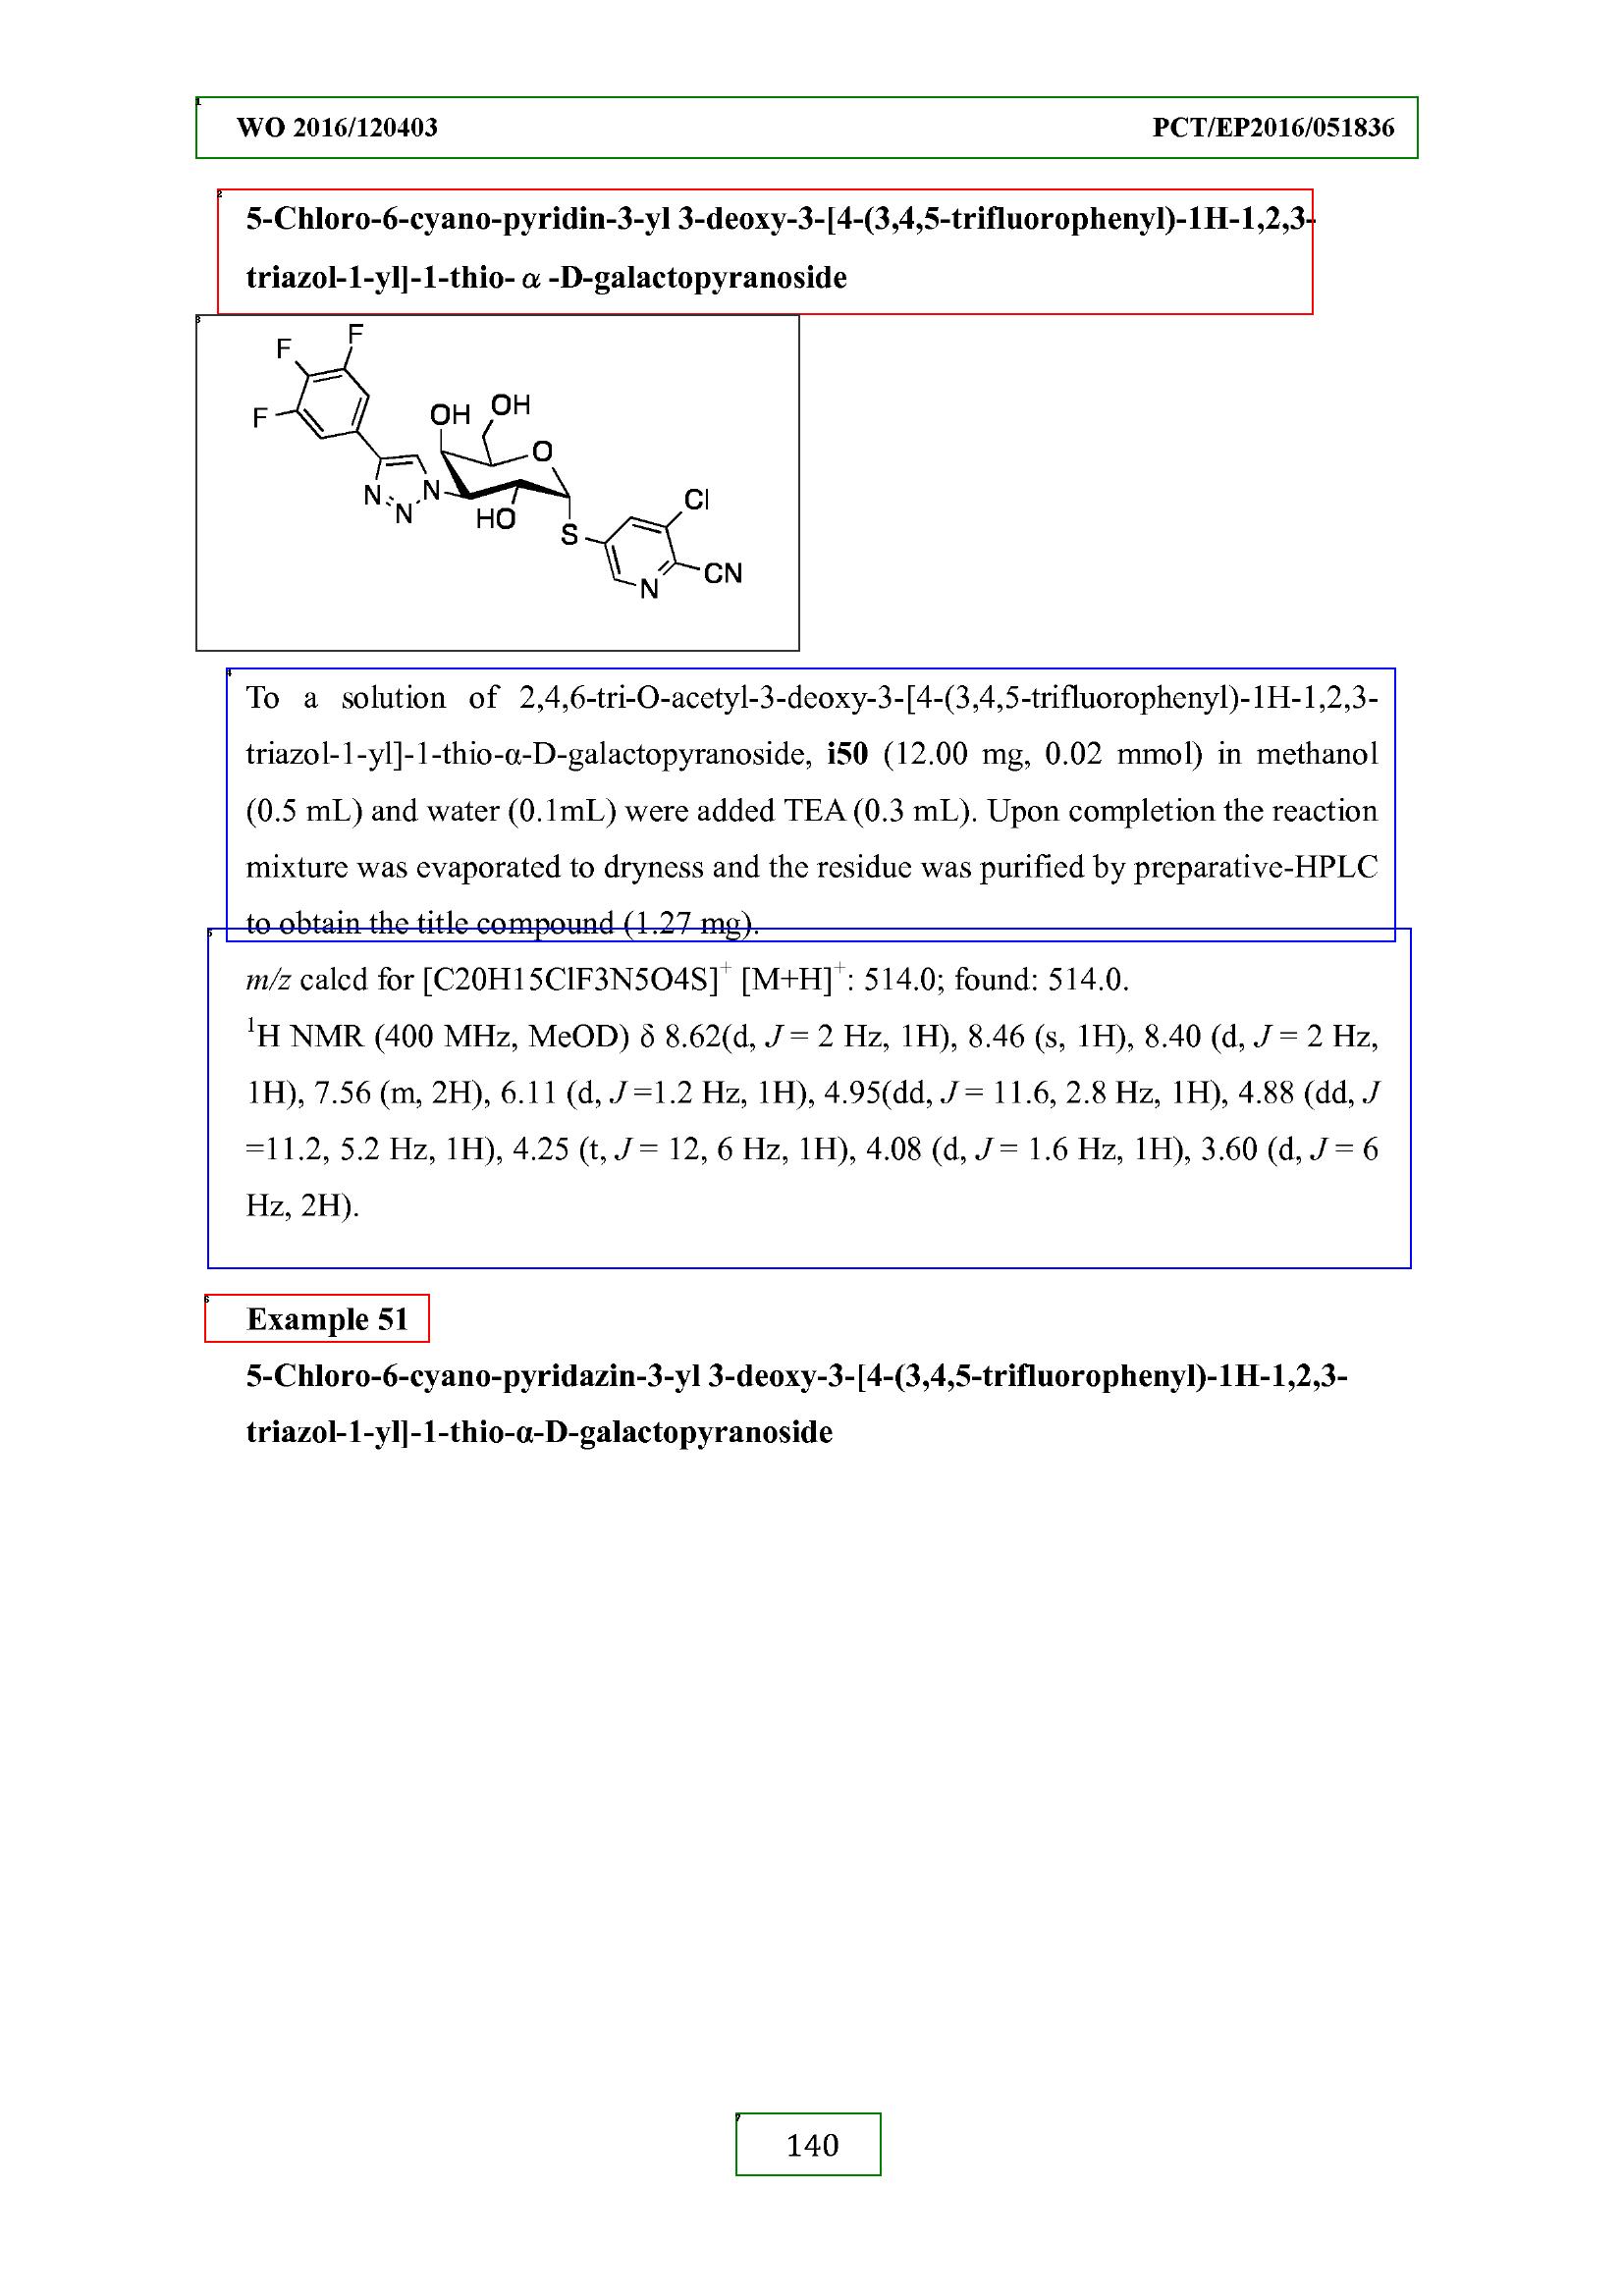 WO 2016/120403 PCT/EP2016/051836
5-Chloro-6-cyano-pyridin-3-yl 3-deoxy-3-[4-(3,4,5-trifluorophenyl)-1H-1,2,3-
triazol-1-yl]-1-thio- α -D-galactopyranoside
F
F
F
OH
OH
O
N
N
N
HO
S
Cl
N
CN
To a solution of 2,4,6-tri-O-acetyl-3-deoxy-3-[4-(3,4,5-trifluorophenyl)-1H-1,2,3-
triazol-1-yl]-1-thio-α-D-galactopyranoside, i50 (12.00 mg, 0.02 mmol) in methanol
(0.5 mL) and water (0.1mL) were added TEA (0.3 mL). Upon completion the reaction
mixture was evaporated to dryness and the residue was purified by preparative-HPLC
to obtain the title compound (1.27 mg).
m/z calcd for [C20H15ClF3N5O4S]⁺ [M+H]⁺: 514.0; found: 514.0.
¹H NMR (400 MHz, MeOD) δ 8.62(d, J = 2 Hz, 1H), 8.46 (s, 1H), 8.40 (d, J = 2 Hz,
1H), 7.56 (m, 2H), 6.11 (d, J =1.2 Hz, 1H), 4.95(dd, J = 11.6, 2.8 Hz, 1H), 4.88 (dd, J
=11.2, 5.2 Hz, 1H), 4.25 (t, J = 12, 6 Hz, 1H), 4.08 (d, J = 1.6 Hz, 1H), 3.60 (d, J = 6
Hz, 2H).
Example 51
5-Chloro-6-cyano-pyridazin-3-yl 3-deoxy-3-[4-(3,4,5-trifluorophenyl)-1H-1,2,3-
triazol-1-yl]-1-thio-α-D-galactopyranoside
140